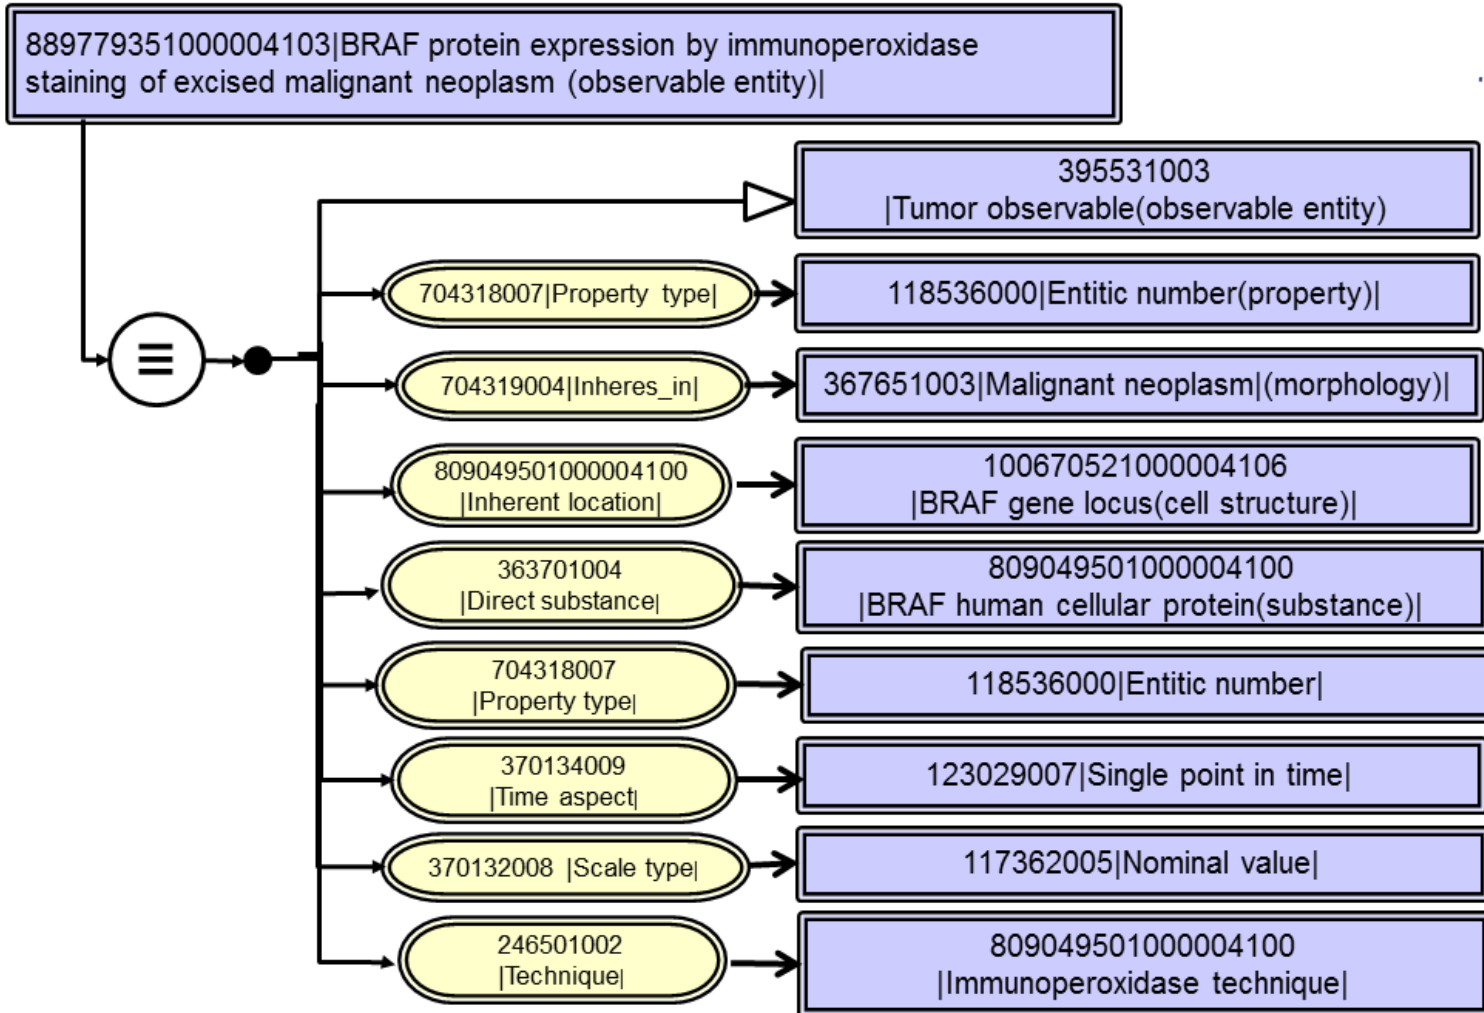 889779351000004103|BRAF protein expression by immunoperoxidase
staining of excised malignant neoplasm (observable entity)|
395531003
|Tumor observable(observable entity)
704318007|Property type|
118536000|Entitic number(property)|
704319004|Inheres_in|
367651003|Malignant neoplasm|(morphology)|
809049501000004100
|Inherent location|
100670521000004106
|BRAF gene locus(cell structure)|
363701004
|Direct substance|
809049501000004100
|BRAF human cellular protein(substance)|
704318007
|Property type|
118536000|Entitic number|
370134009
|Time aspect|
123029007|Single point in time|
370132008 |Scale type|
117362005|Nominal value|
246501002
|Technique|
809049501000004100
|Immunoperoxidase technique|